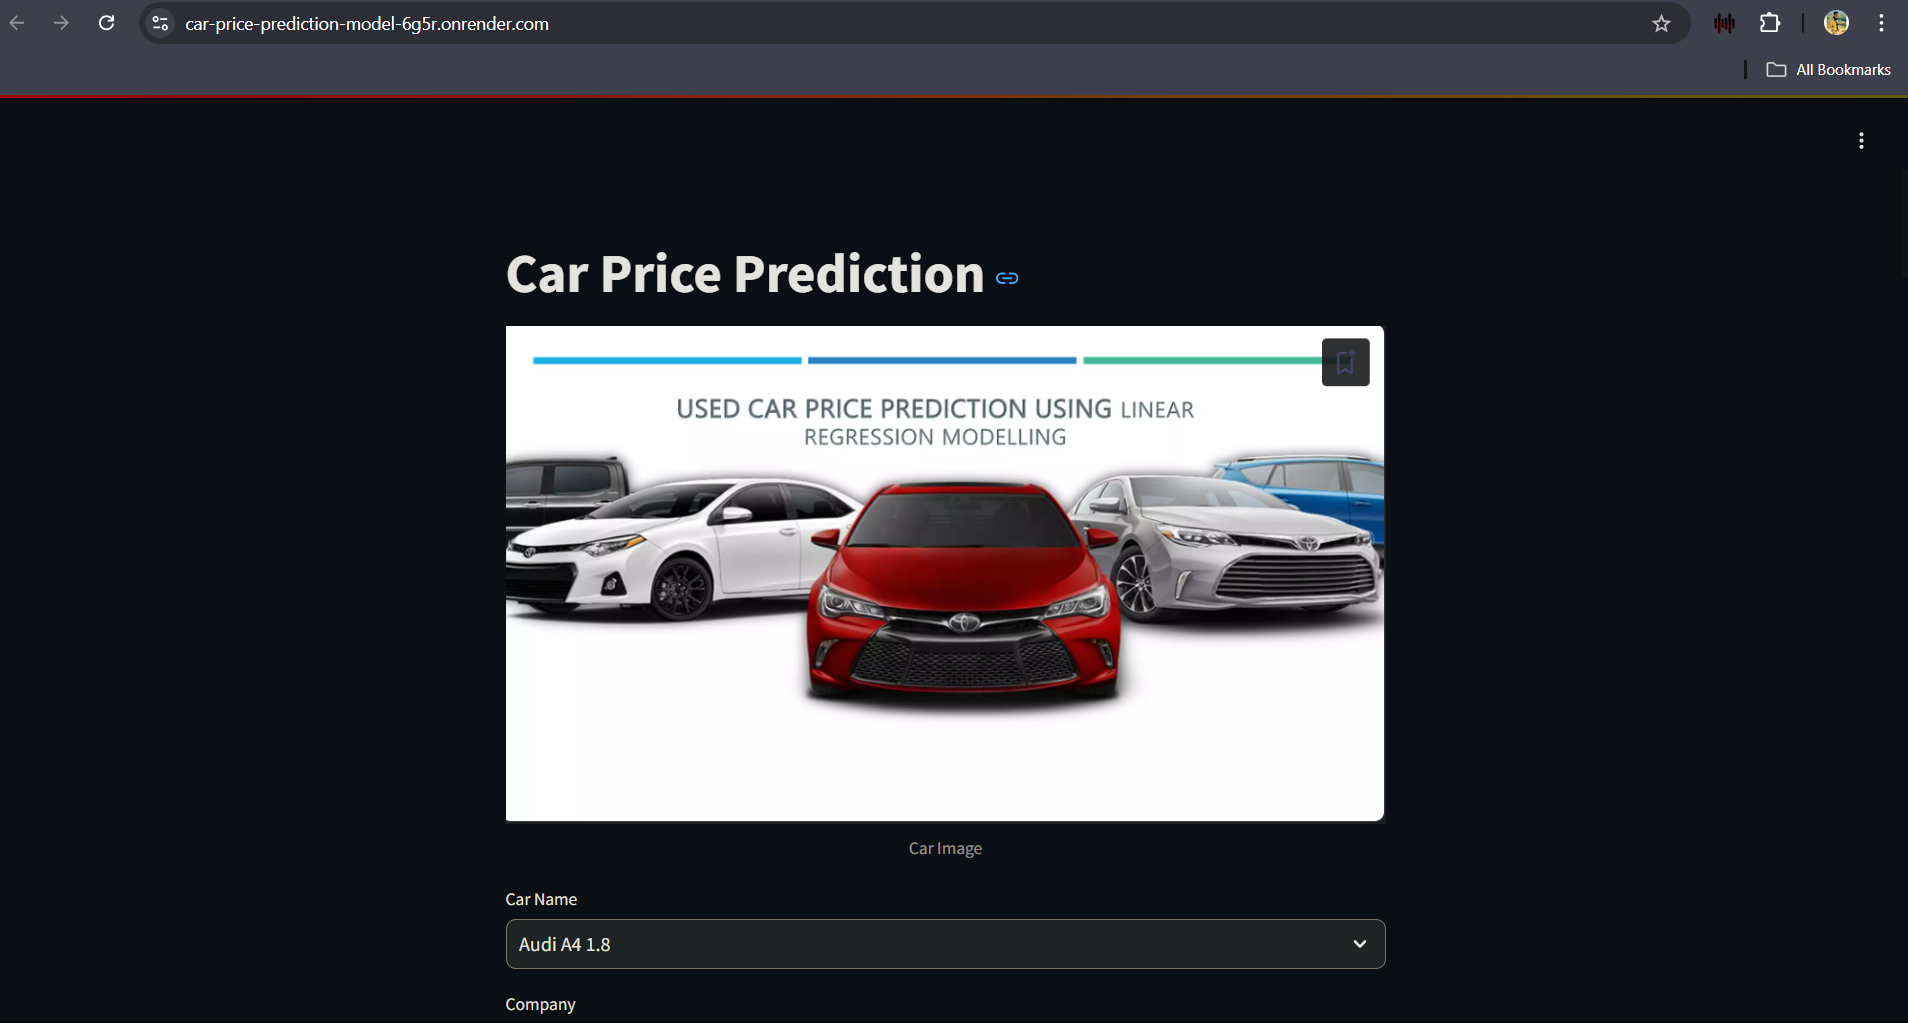 car-price-prediction-model-6g5r.onrender.com
All Bookmarks
Car Price Prediction
USED CAR PRICE PREDICTION USING LINEAR
REGRESSION MODELLING
Car Image
Car Name
Audi A4 1.8
Company